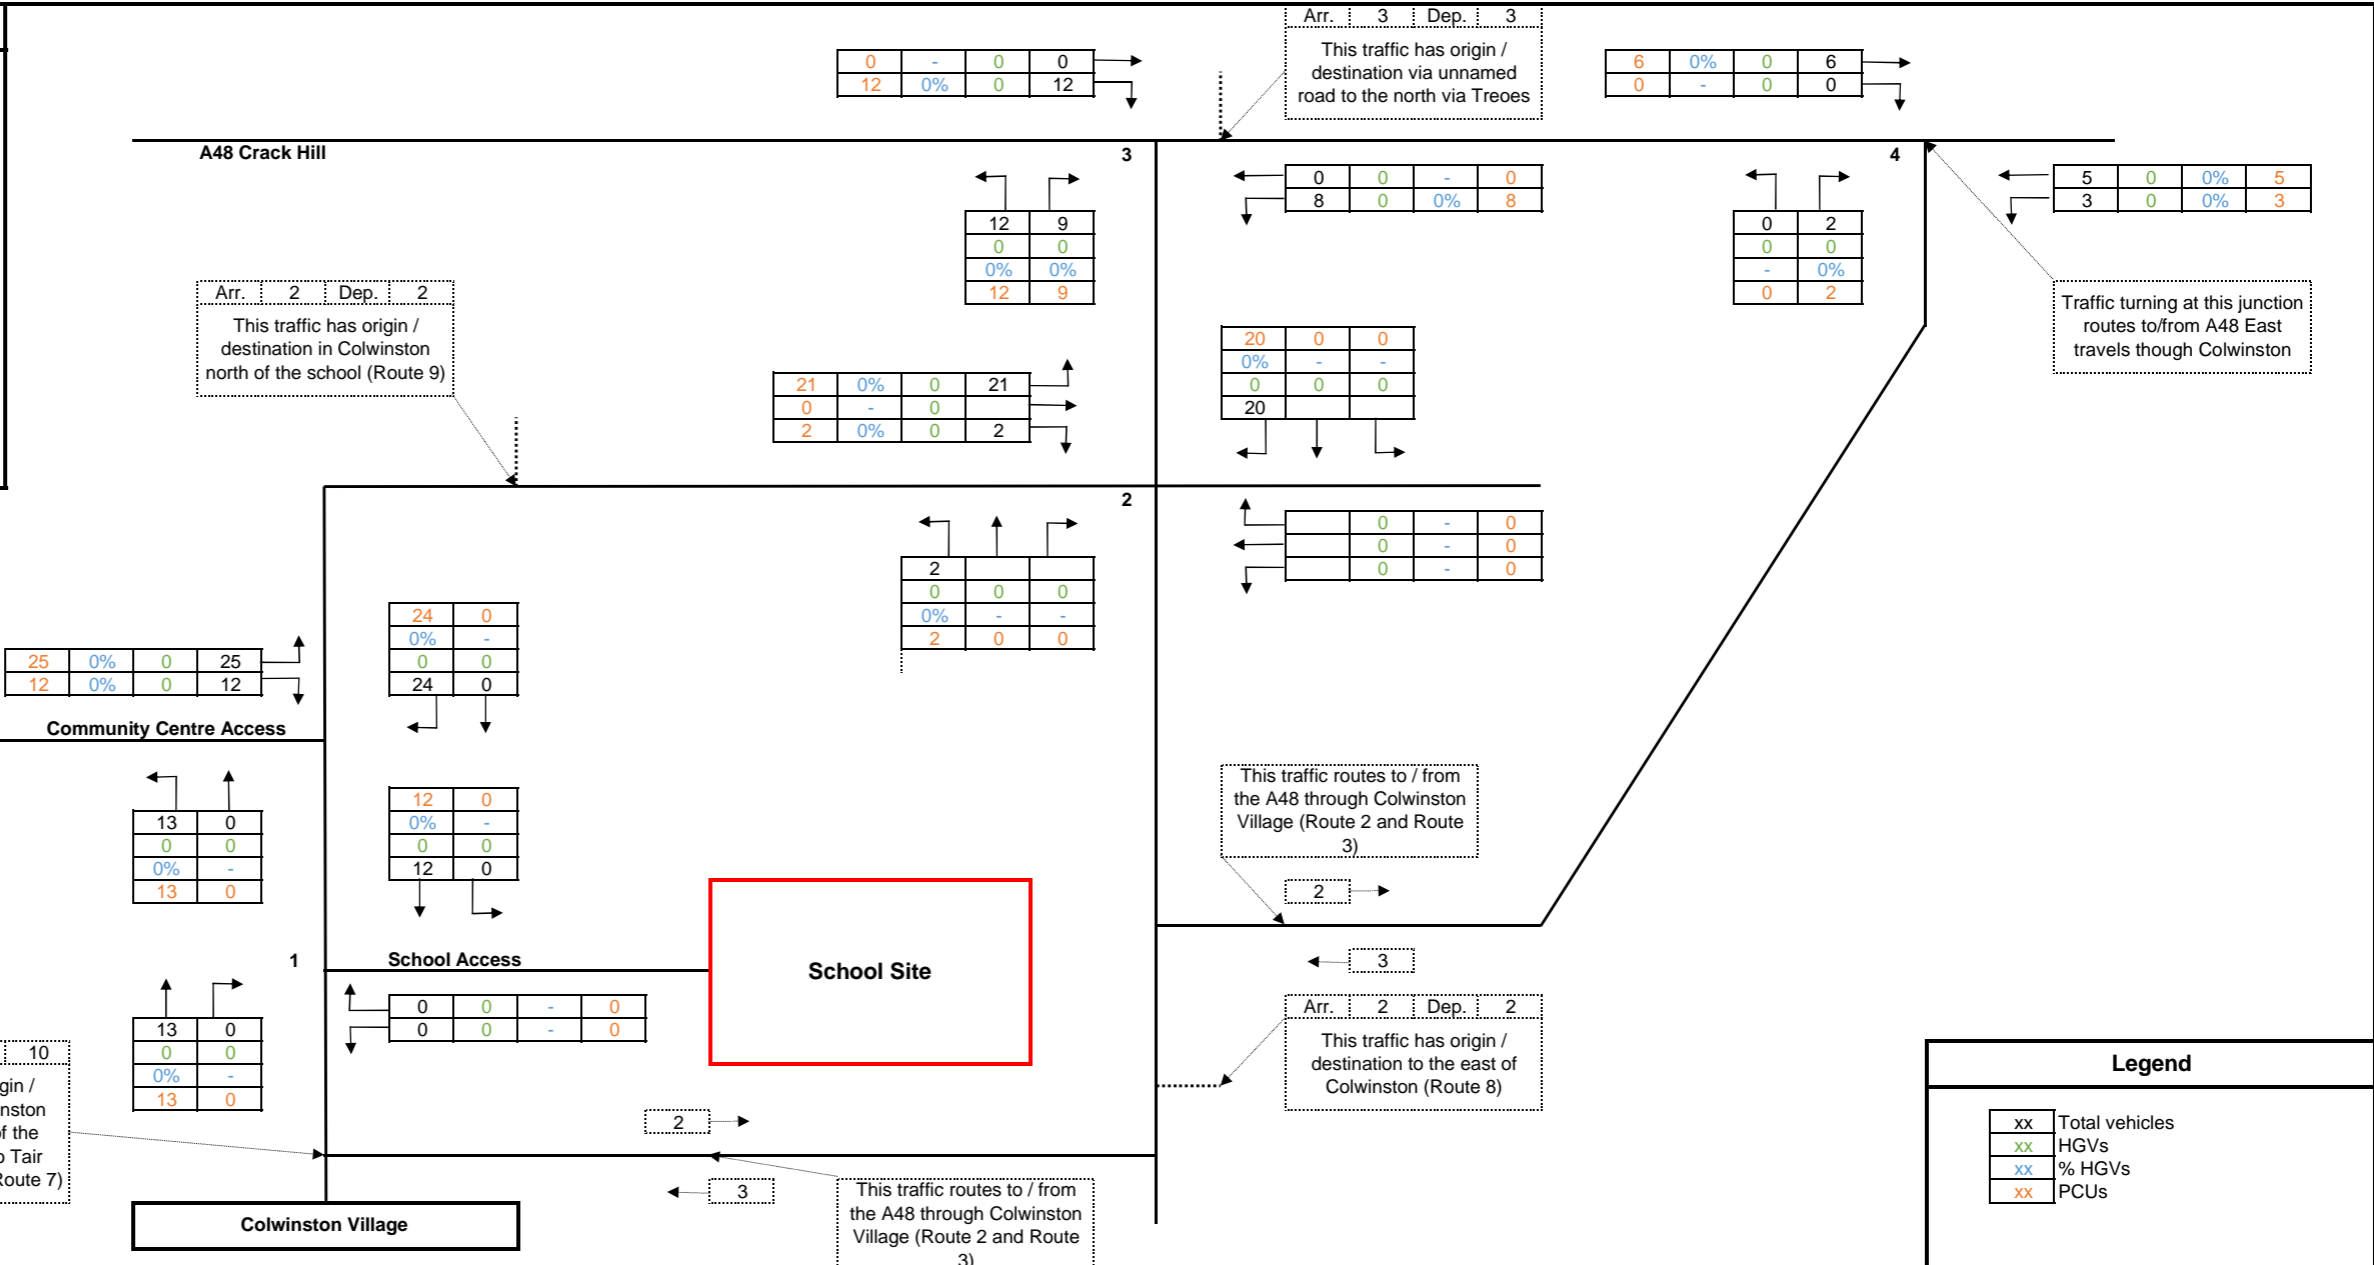 Arr. 3 Dep. 3
This traffic has origin /
destination via unnamed
road to the north via Treoes
0 - 0 0
12 0% 0 12
6 0% 0 6
0 - 0 0
A48 Crack Hill
3
4
0 0 - 0
8 0 0% 8
5 0 0% 5
3 0 0% 3
12 9
0 0
0% 0%
12 9
0 2
0 0
- 0%
0 2
Arr. 2 Dep. 2
This traffic has origin /
destination in Colwinston
north of the school (Route 9)
Traffic turning at this junction
routes to/from A48 East
travels though Colwinston
20 0 0
0% - -
0 0 0
20
21 0% 0 21
0 - 0
2 0% 0 2
2
0 - 0
0 - 0
0 - 0
2
0 0 0
0% - -
2 0 0
24 0
0% -
0 0
24 0
25 0% 0 25
12 0% 0 12
Community Centre Access
13 0
0 0
0% -
13 0
12 0
0% -
0 0
12 0
This traffic routes to / from
the A48 through Colwinston
Village (Route 2 and Route
3)
2
1
School Access
School Site
3
0 0 - 0
0 0 - 0
13 0
0 0
0% -
13 0
Arr. 2 Dep. 2
This traffic has origin /
destination to the east of
Colwinston (Route 8)
10
gin /
nston
of the
o Tair
Route 7)
2
3
This traffic routes to / from
the A48 through Colwinston
Village (Route 2 and Route
3)
Colwinston Village
Legend
xx Total vehicles
xx HGVs
xx % HGVs
xx PCUs